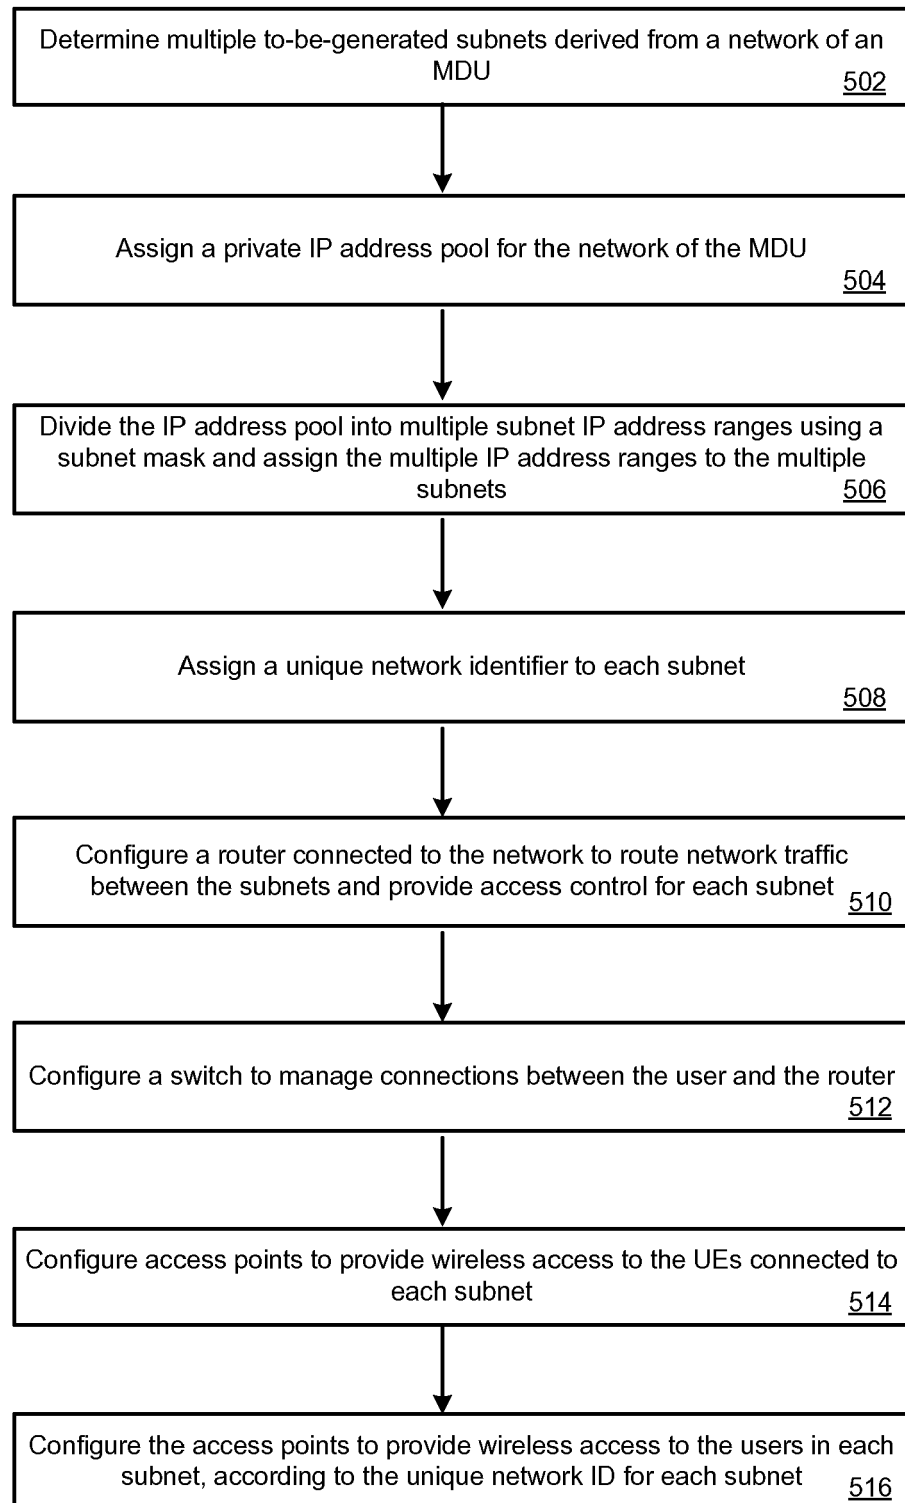 Determine multiple to-be-generated subnets derived from a network of an
MDU
502
Assign a private IP address pool for the network of the MDU
504
Divide the IP address pool into multiple subnet IP address ranges using a
subnet mask and assign the multiple IP address ranges to the multiple
subnets
506
Assign a unique network identifier to each subnet
508
Configure a router connected to the network to route network traffic
between the subnets and provide access control for each subnet
510
Configure a switch to manage connections between the user and the router
512
Configure access points to provide wireless access to the UEs connected to
each subnet
514
Configure the access points to provide wireless access to the users in each
subnet, according to the unique network ID for each subnet
516